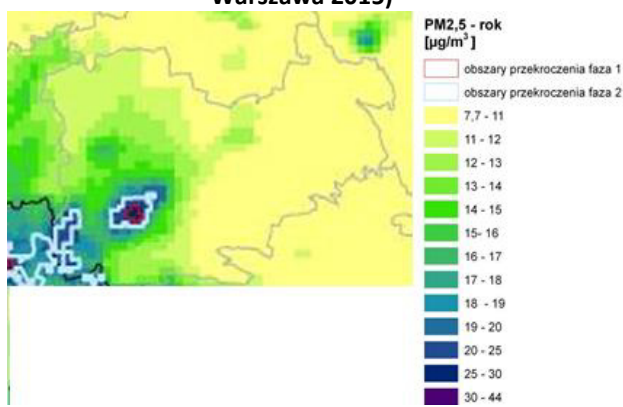 Warszawa 2015)
PM2,5 - rok
[µg/m³ ]
obszary przekroczenia faza 1
obszary przekroczenia faza 2
7,7 - 11
11 - 12
12 - 13
13 - 14
14 - 15
15- 16
16 - 17
17 - 18
18 - 19
19 - 20
20 - 25
25 - 30
30 - 44